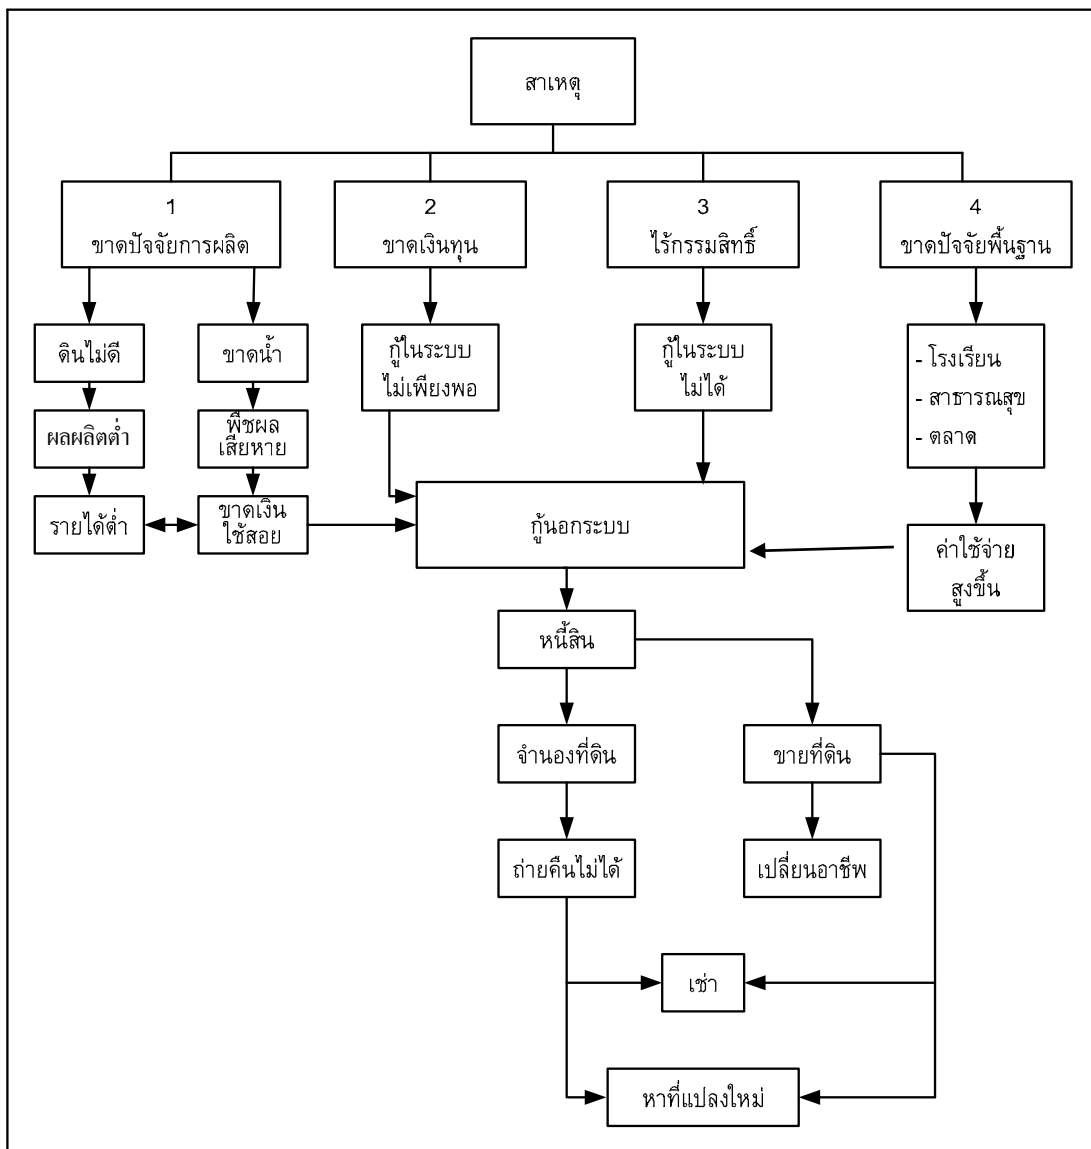 สาเหตุ
1
ขาดปัจจัยการผลิต
2
ขาดเงินทุน
3
ไร้กรรมสิทธิ์
4
ขาดปัจจัยพื้นฐาน
ดินไม่ดี
ขาดน้ำ
กู้ในระบบ
ไม่เพียงพอ
กู้ในระบบ
ไม่ได้
- โรงเรียน
- สาธารณสุข
- ตลาด
ผลผลิตต่ำ
พืชผล
เสียหาย
รายได้ต่ำ
ขาดเงิน
ใช้สอย
กู้นอกระบบ
ค่าใช้จ่าย
สูงขึ้น
หนี้สิน
จำนองที่ดิน
ขายที่ดิน
ถ่ายคืนไม่ได้
เปลี่ยนอาชีพ
เช่า
หาที่แปลงใหม่